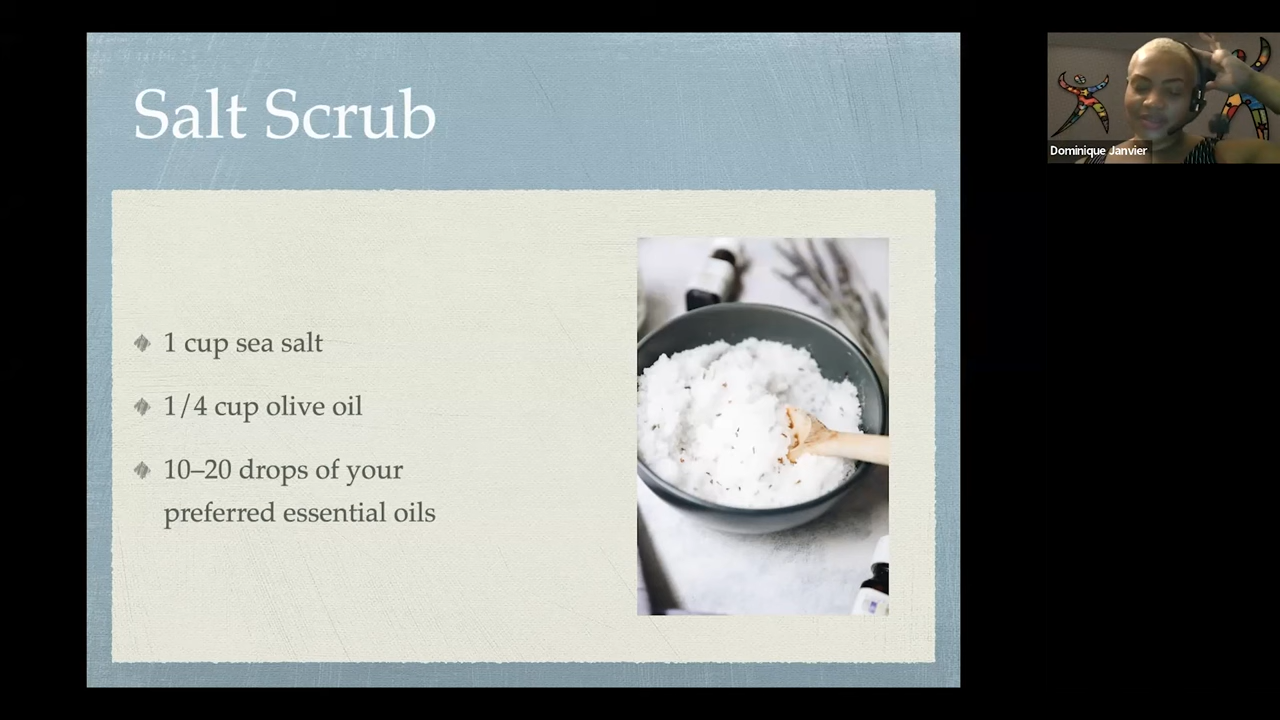 Salt Scrub
1 cup sea salt
1/4 cup olive oil
10–20 drops of your
preferred essential oils
Dominique Janvier